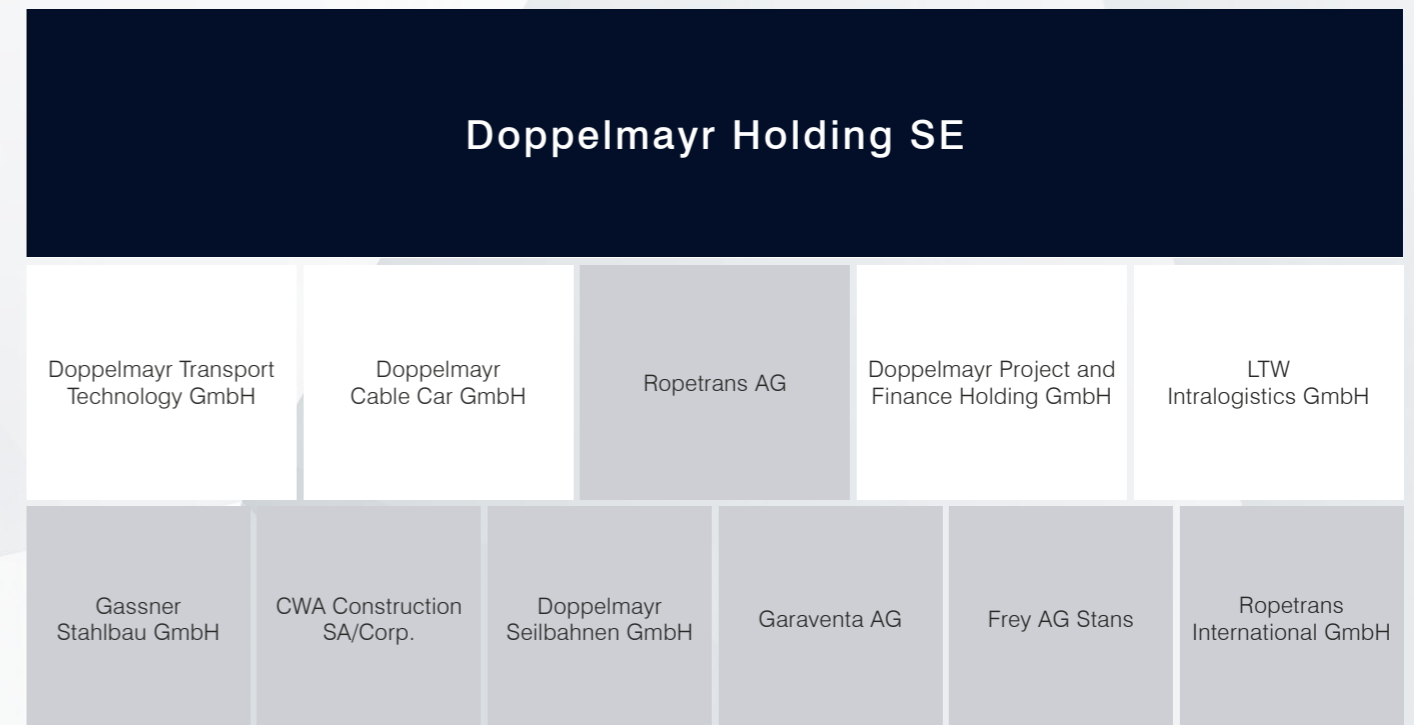 Doppelmayr Holding SE
Doppelmayr Transport
Technology GmbH
Doppelmayr
Cable Car GmbH
Ropetrans AG
Doppelmayr Project and
Finance Holding GmbH
LTW
Intralogistics GmbH
Gassner
Stahlbau GmbH
CWA Construction
SA/Corp.
Doppelmayr
Seilbahnen GmbH
Garaventa AG
Frey AG Stans
Ropetrans
International GmbH